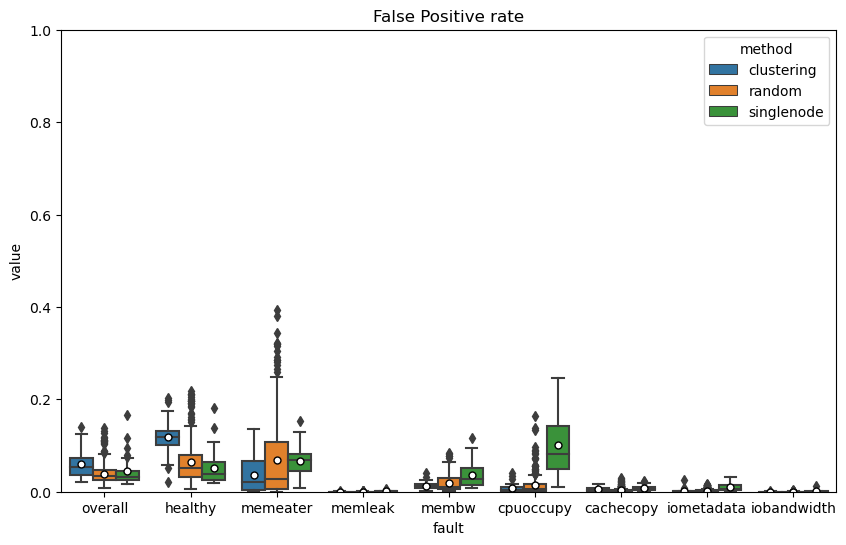 False Positive rate
1.0
0.8
0.6
0.4
0.2
0.0
value
method
clustering
random
singlenode
overall healthy memeater memleak membw cpuoccupy cachecopy iometadata iobandwidth
fault